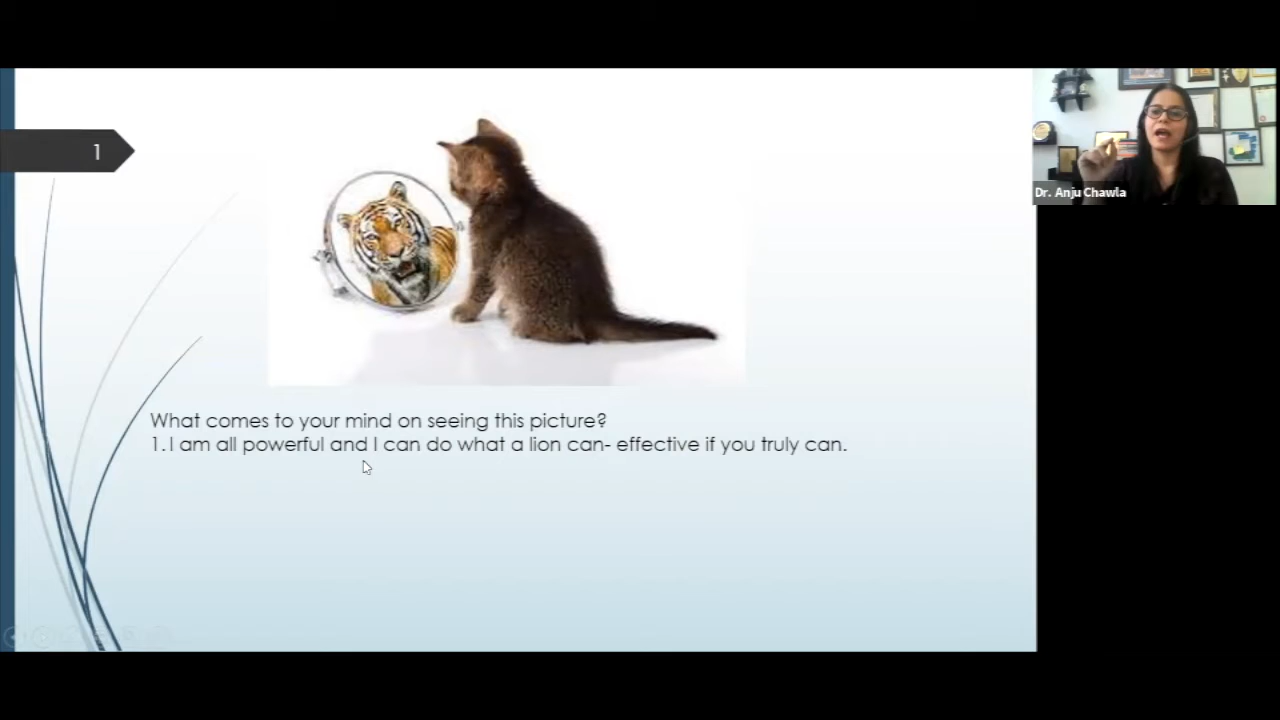 1
What comes to your mind on seeing this picture?
1. I am all powerful and I can do what a lion can- effective if you truly can.
Dr. Anju Chawla